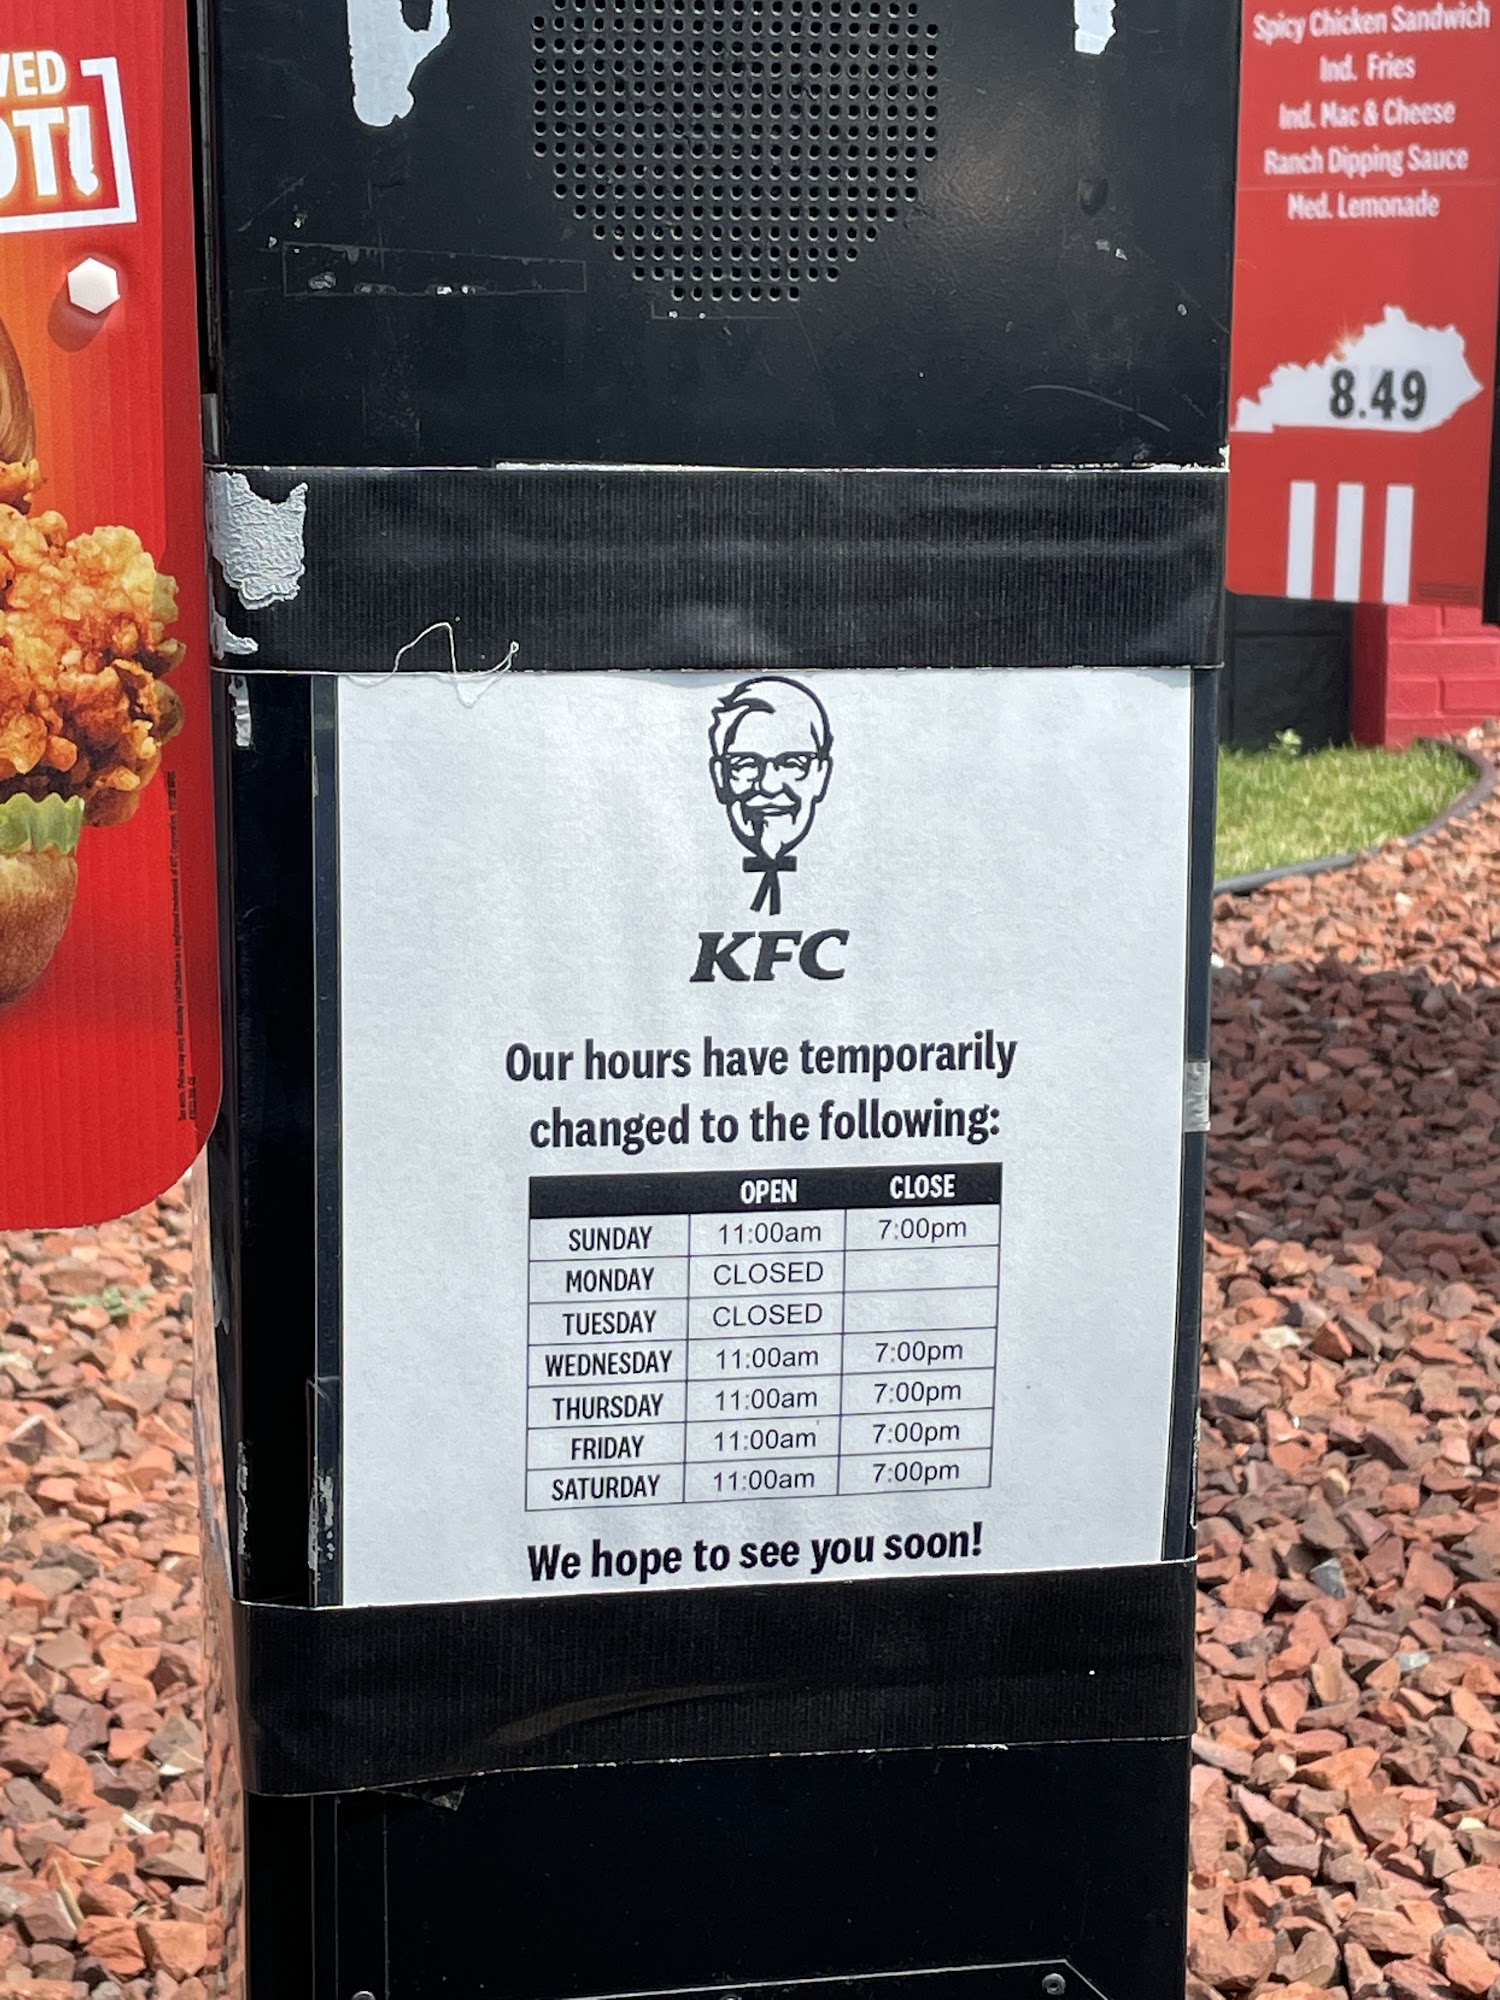 VED
OT!
Spicy Chicken Sandwich
Ind. Fries
Ind. Mac & Cheese
Ranch Dipping Sauce
Med. Lemonade
8.49
KFC
Our hours have temporarily
changed to the following:
OPEN CLOSE
SUNDAY 11:00am 7:00pm
MONDAY CLOSED
TUESDAY CLOSED
WEDNESDAY 11:00am 7:00pm
THURSDAY 11:00am 7:00pm
FRIDAY 11:00am 7:00pm
SATURDAY 11:00am 7:00pm
We hope to see you soon!